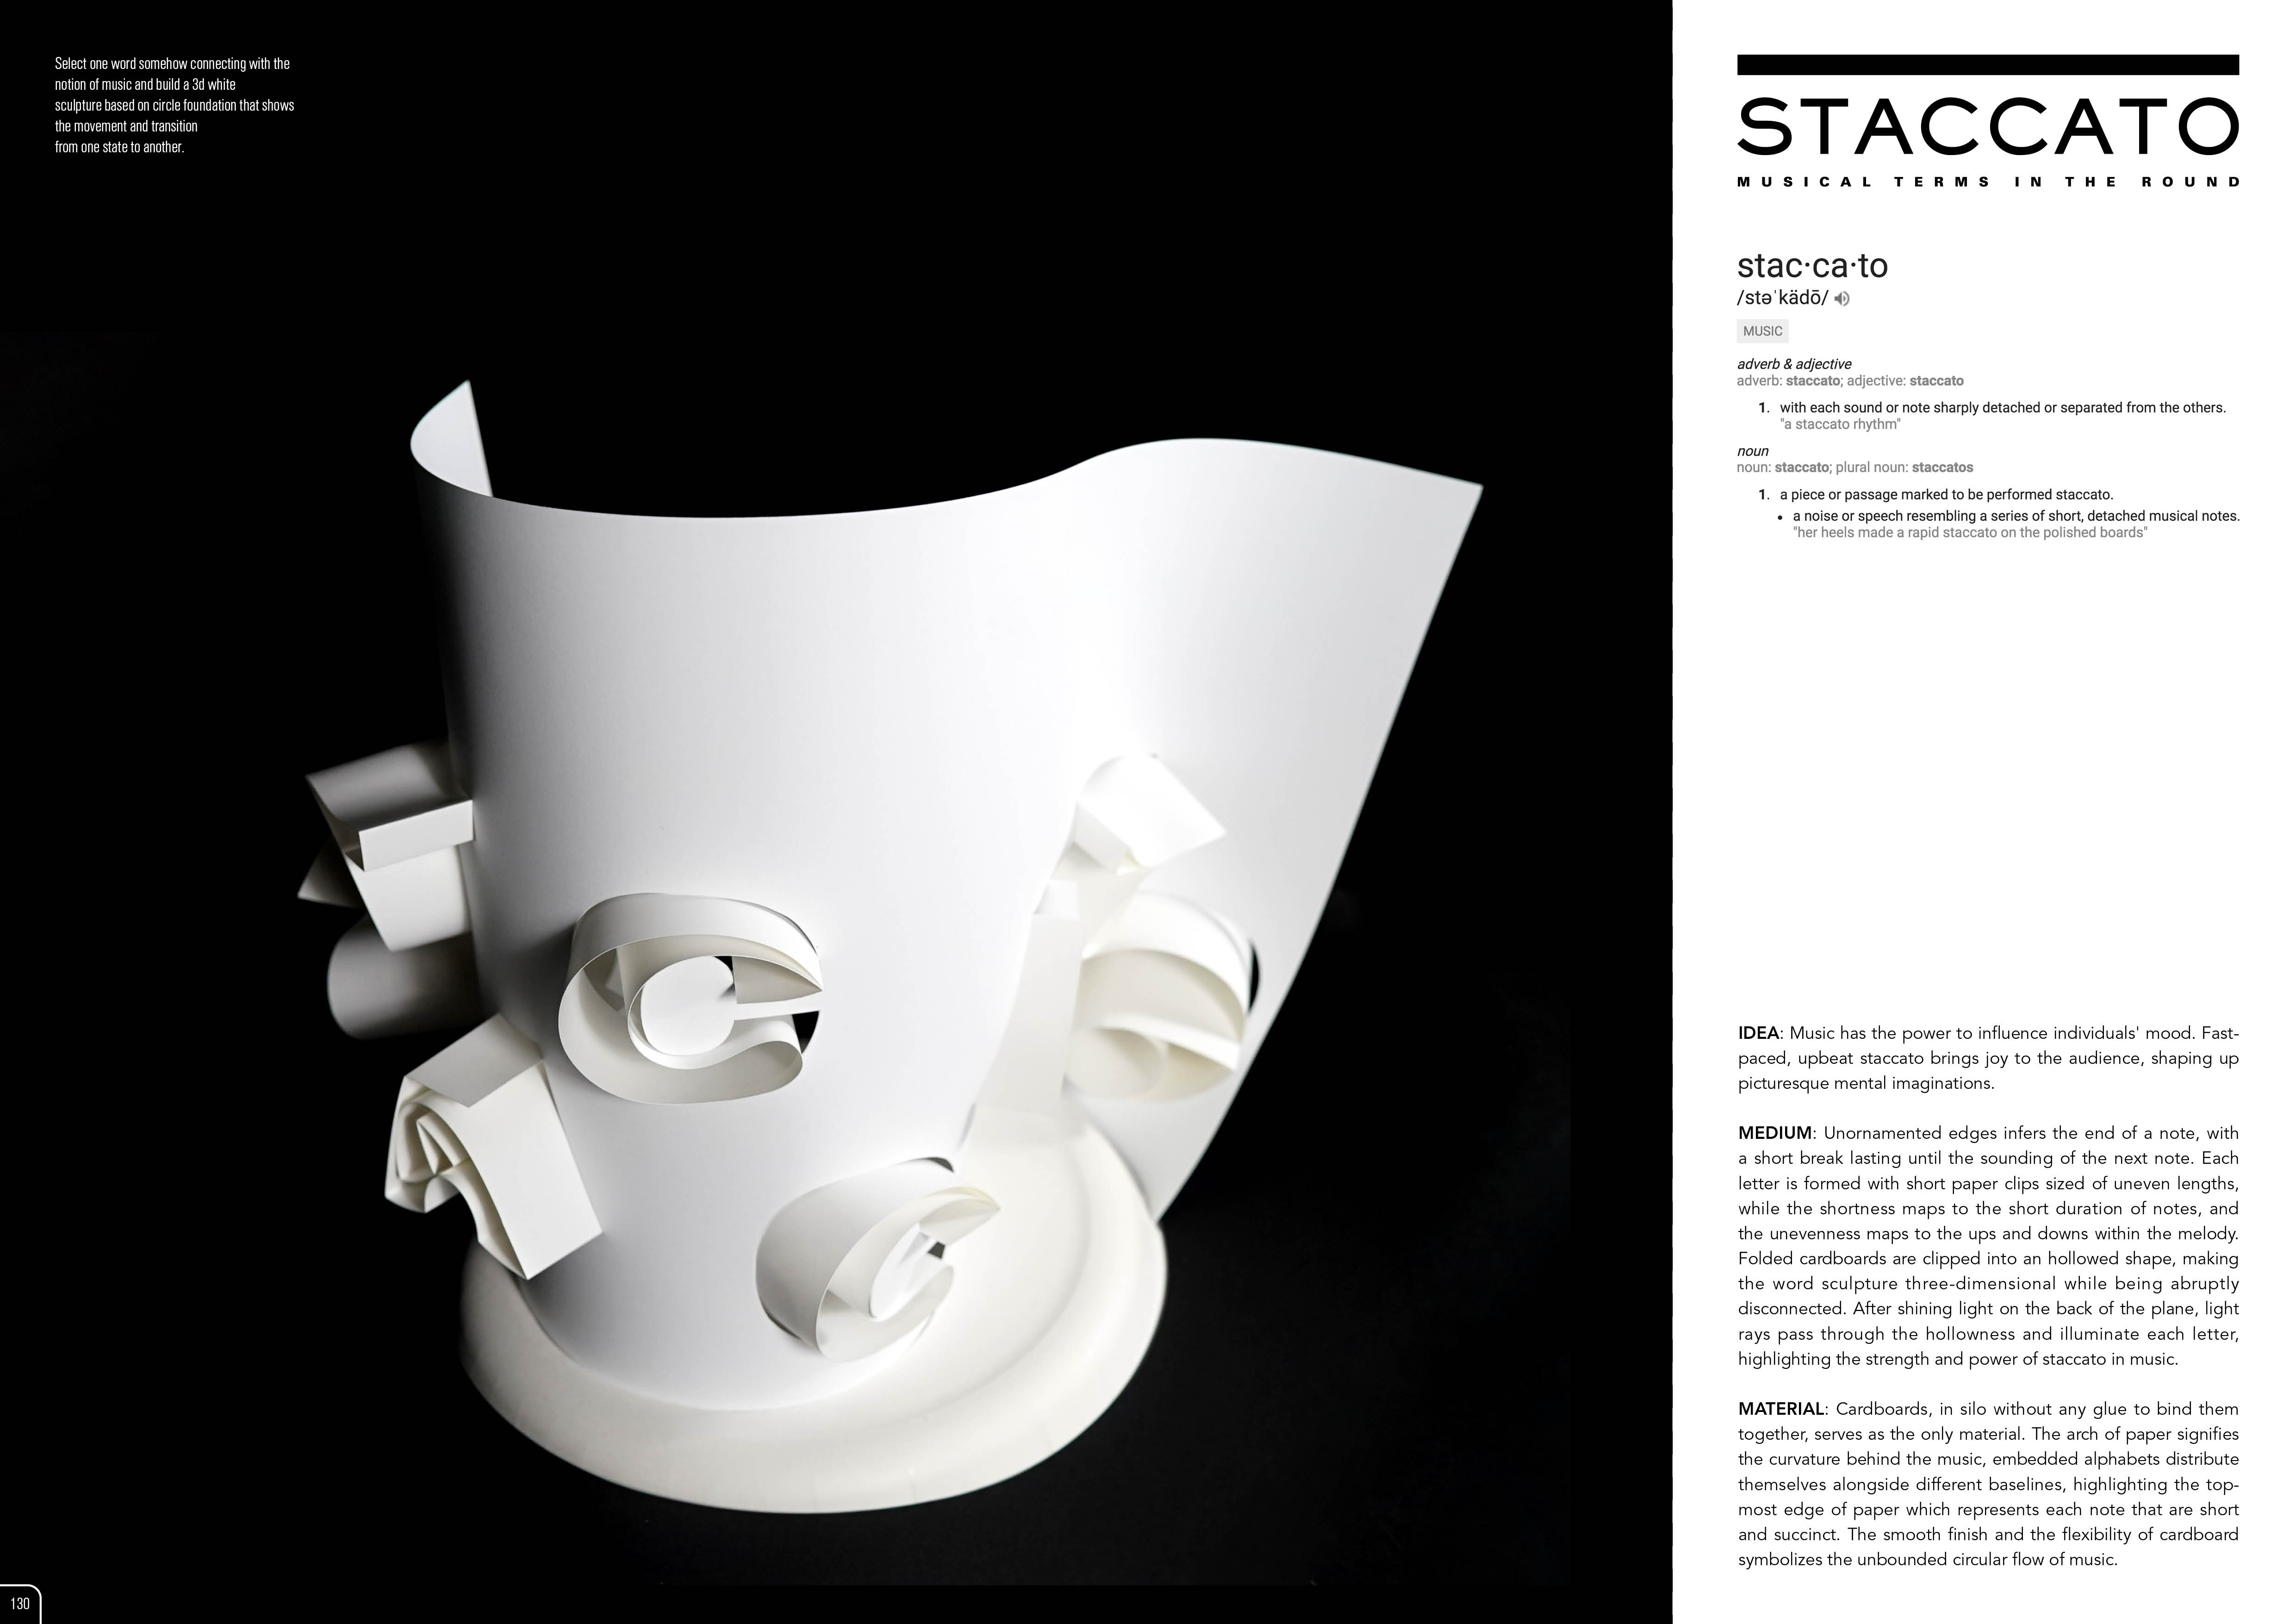 Select one word somehow connecting with the
notion of music and build a 3d white
sculpture based on circle foundation that shows
the movement and transition
from one state to another.
STACCATO
MUSICAL TERMS IN THE ROUND
stac·ca·to
/stəˈkädō/
MUSIC
adverb & adjective
adverb: staccato; adjective: staccato
1. with each sound or note sharply detached or separated from the others.
"a staccato rhythm"
noun
noun: staccato; plural noun: staccatos
1. a piece or passage marked to be performed staccato.
• a noise or speech resembling a series of short, detached musical notes.
"her heels made a rapid staccato on the polished boards"
IDEA: Music has the power to influence individuals' mood. Fast-
paced, upbeat staccato brings joy to the audience, shaping up
picturesque mental imaginations.
MEDIUM: Unornamented edges infers the end of a note, with
a short break lasting until the sounding of the next note. Each
letter is formed with short paper clips sized of uneven lengths,
while the shortness maps to the short duration of notes, and
the unevenness maps to the ups and downs within the melody.
Folded cardboards are clipped into an hollowed shape, making
the word sculpture three-dimensional while being abruptly
disconnected. After shining light on the back of the plane, light
rays pass through the hollowness and illuminate each letter,
highlighting the strength and power of staccato in music.
MATERIAL: Cardboards, in silo without any glue to bind them
together, serves as the only material. The arch of paper signifies
the curvature behind the music, embedded alphabets distribute
themselves alongside different baselines, highlighting the top-
most edge of paper which represents each note that are short
and succinct. The smooth finish and the flexibility of cardboard
symbolizes the unbounded circular flow of music.
130